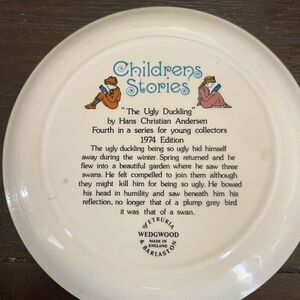 Childrens
Stories
"The Ugly Duckling"
by Hans Christian Andersen
Fourth in a series for young collectors
1974 Edition
The ugly duckling being so ugly hid himself
away during the winter. Spring returned and he
flew into a beautiful garden where he saw three
swans. He felt compelled to join them although
they might kill him for being so ugly. He bowed
his head in humility and saw beneath him his
reflection, no longer that of a plump grey bird
it was that of a swan.
of ETRURIA
WEDGWOOD
MADE IN
ENGLAND
& BARLASTON